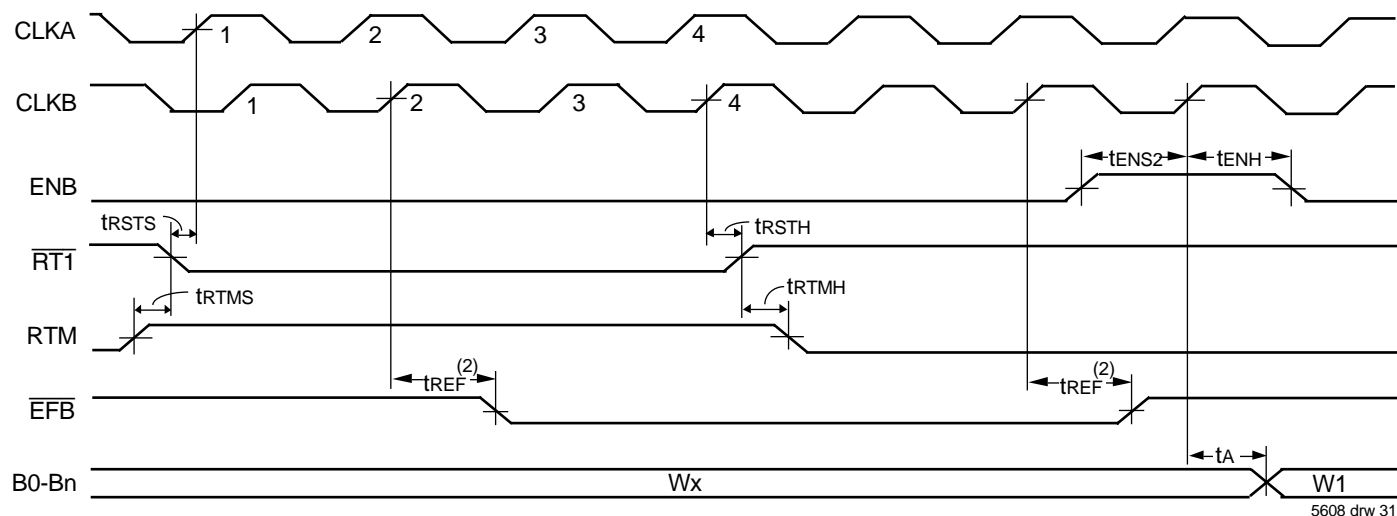 CLKA 1 2 3 4
CLKB 1 2 3 4
tENS2 tENH
ENB
tRSTS tRSTH
RT1
tRTMS tRTMH
RTM
tREF(2) tREF(2)
EFB
tA
B0-Bn Wx W1
5608 drw 31